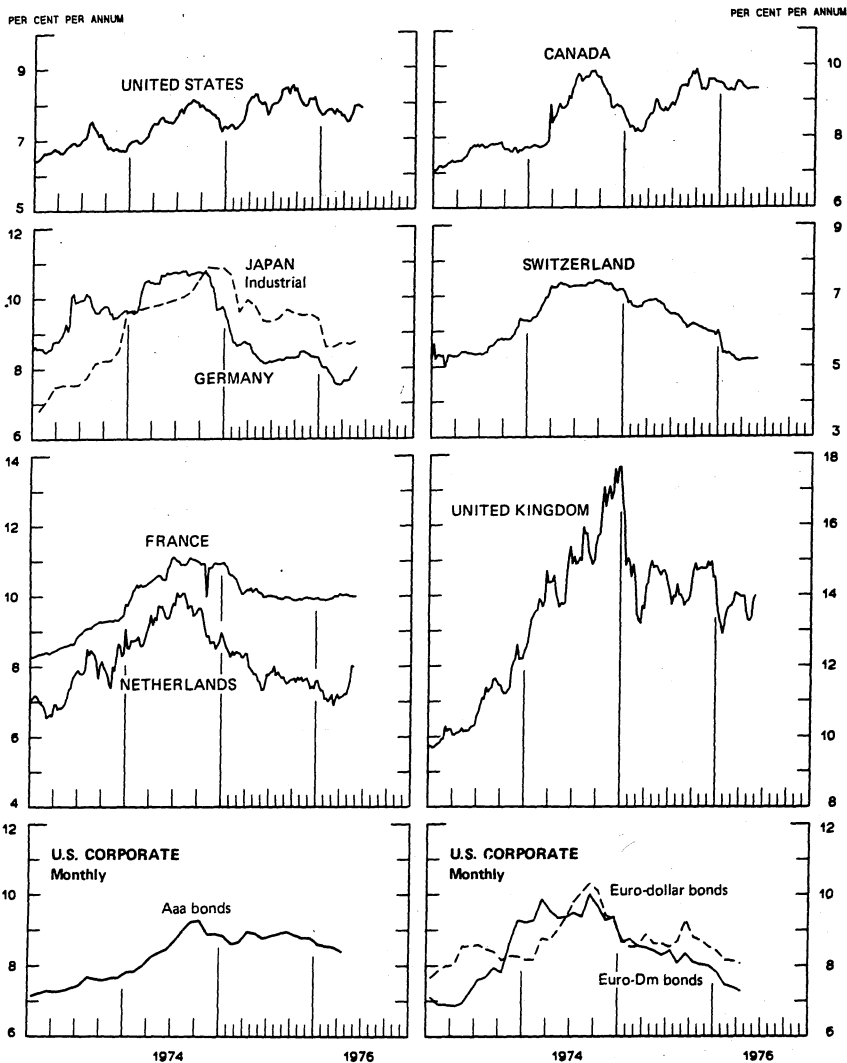 PER CENT PER ANNUM
PER CENT PER ANNUM
UNITED STATES
9
7
5
CANADA
10
8
6
JAPAN
Industrial
GERMANY
12
10
8
6
SWITZERLAND
9
7
5
3
FRANCE
NETHERLANDS
14
12
10
8
6
4
UNITED KINGDOM
18
16
14
12
10
8
U.S. CORPORATE
Monthly
Aaa bonds
12
10
8
6
1974
1976
U.S. CORPORATE
Monthly
Euro-dollar bonds
Euro-Dm bonds
12
10
8
6
1974
1976